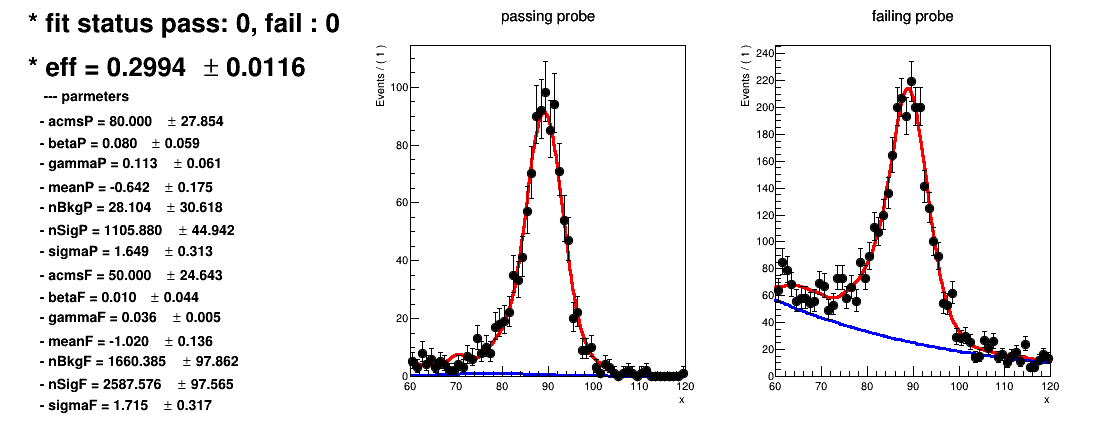 * fit status pass: 0, fail : 0
* eff = 0.2994 ± 0.0116
--- parmeters
- acmsP = 80.000 ± 27.854
- betaP = 0.080 ± 0.059
- gammaP = 0.113 ± 0.061
- meanP = -0.642 ± 0.175
- nBkgP = 28.104 ± 30.618
- nSigP = 1105.880 ± 44.942
- sigmaP = 1.649 ± 0.313
- acmsF = 50.000 ± 24.643
- betaF = 0.010 ± 0.044
- gammaF = 0.036 ± 0.005
- meanF = -1.020 ± 0.136
- nBkgF = 1660.385 ± 97.862
- nSigF = 2587.576 ± 97.565
- sigmaF = 1.715 ± 0.317
passing probe
Events / ( 1 )
100
80
60
40
20
0
60 70 80 90 100 110 120
x
failing probe
Events / ( 1 )
240
220
200
180
160
140
120
100
80
60
40
20
0
60 70 80 90 100 110 120
x